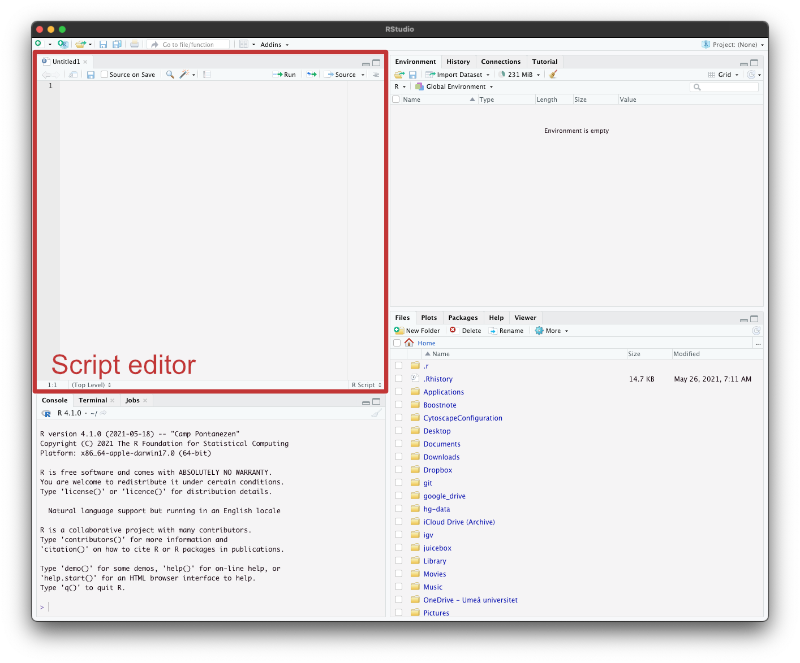 RStudio
Go to file/function
Addins
Project: (None)
Untitled1
Source on Save
Run
Source
1
Script editor
1:1
(Top Level)
R Script
Console
Terminal
Jobs
R 4.1.0 · ~/
R version 4.1.0 (2021-05-18) -- "Camp Pontanezen"
Copyright (C) 2021 The R Foundation for Statistical Computing
Platform: x86_64-apple-darwin17.0 (64-bit)
R is free software and comes with ABSOLUTELY NO WARRANTY.
You are welcome to redistribute it under certain conditions.
Type 'license()' or 'licence()' for distribution details.
Natural language support but running in an English locale
R is a collaborative project with many contributors.
Type 'contributors()' for more information and
'citation()' on how to cite R or R packages in publications.
Type 'demo()' for some demos, 'help()' for on-line help, or
'help.start()' for an HTML browser interface to help.
Type 'q()' to quit R.
>
Environment
History
Connections
Tutorial
Import Dataset
231 MiB
Grid
R
Global Environment
Name
Type
Length
Size
Value
Environment is empty
Files
Plots
Packages
Help
Viewer
New Folder
Delete
Rename
More
Home
...
Name
Size
Modified
.r
.Rhistory
14.7 KB
May 26, 2021, 7:11 AM
Applications
Boostnote
CytoscapeConfiguration
Desktop
Documents
Downloads
Dropbox
git
google_drive
hg-data
iCloud Drive (Archive)
igv
juicebox
Library
Movies
Music
OneDrive - Umeå universitet
Pictures